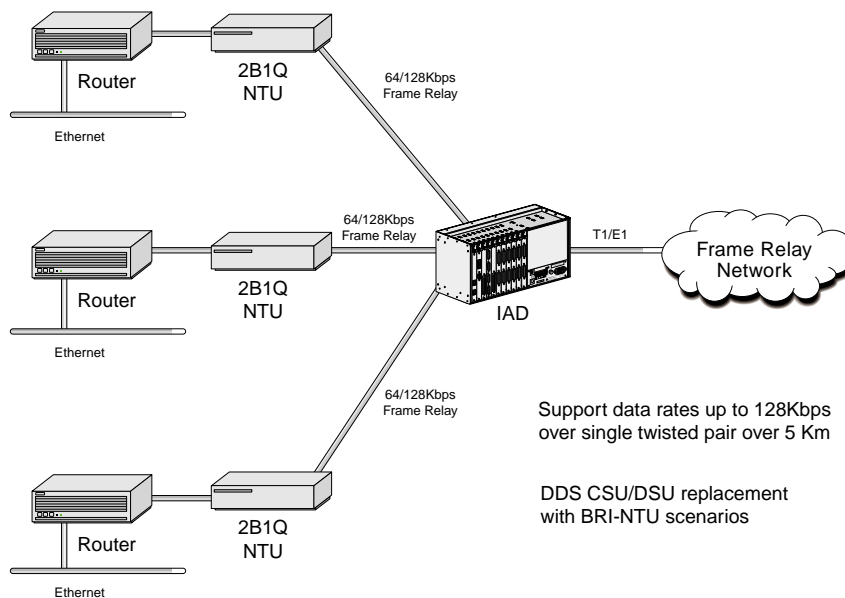 Router
2B1Q
NTU
Ethernet
64/128Kbps
Frame Relay
Router
2B1Q
NTU
Ethernet
64/128Kbps
Frame Relay
IAD
T1/E1
Frame Relay
Network
64/128Kbps
Frame Relay
Router
2B1Q
NTU
Ethernet
Support data rates up to 128Kbps
over single twisted pair over 5 Km
DDS CSU/DSU replacement
with BRI-NTU scenarios